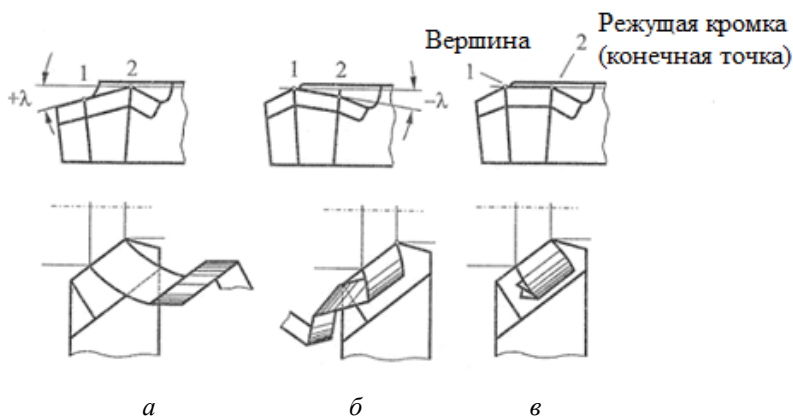 Вершина
Режущая кромка
(конечная точка)
1 2
+λ
1 2
−λ
1 2
а б в